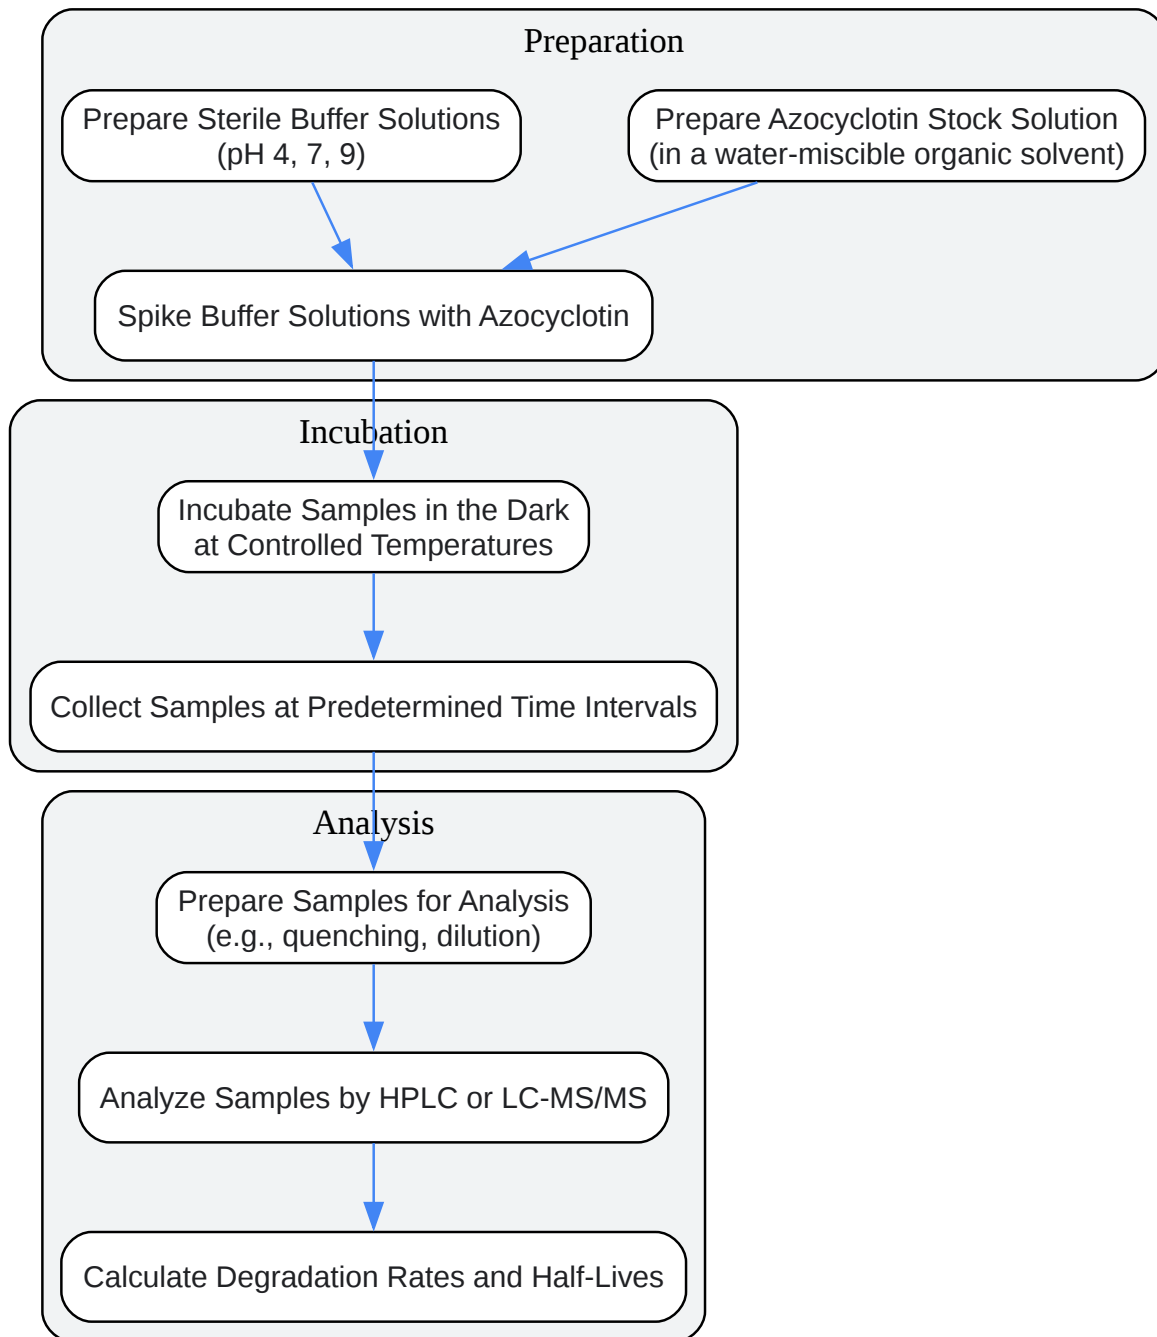 Preparation
Prepare Sterile Buffer Solutions
(pH 4, 7, 9)
Prepare Azocyclotin Stock Solution
(in a water-miscible organic solvent)
Spike Buffer Solutions with Azocyclotin
Incubation
Incubate Samples in the Dark
at Controlled Temperatures
Collect Samples at Predetermined Time Intervals
Analysis
Prepare Samples for Analysis
(e.g., quenching, dilution)
Analyze Samples by HPLC or LC-MS/MS
Calculate Degradation Rates and Half-Lives